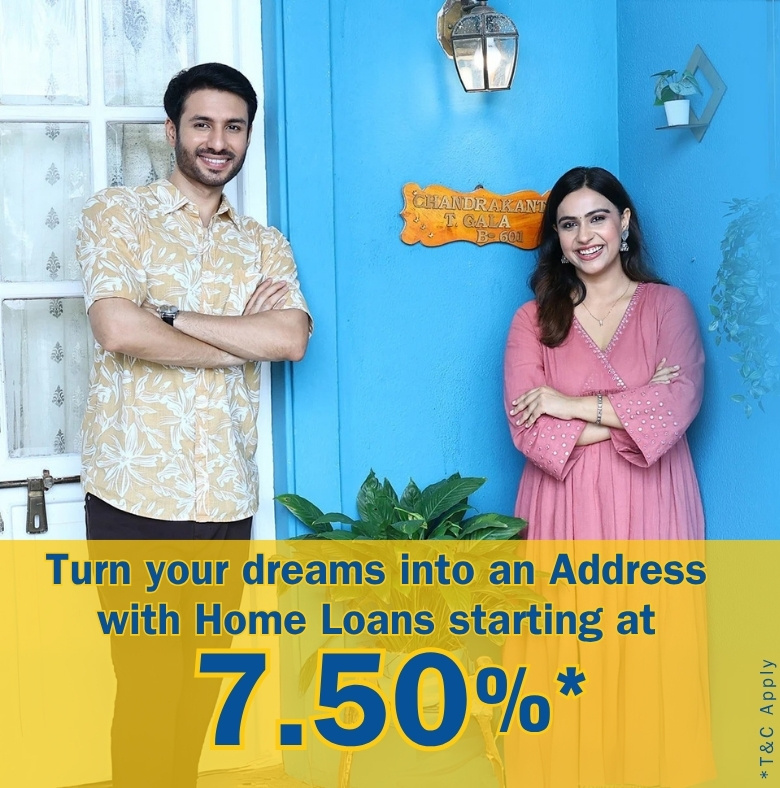 CHANDRAKANT
T. GALA
B-601
Turn your dreams into an Address
with Home Loans starting at
7.50%*
*T&C Apply